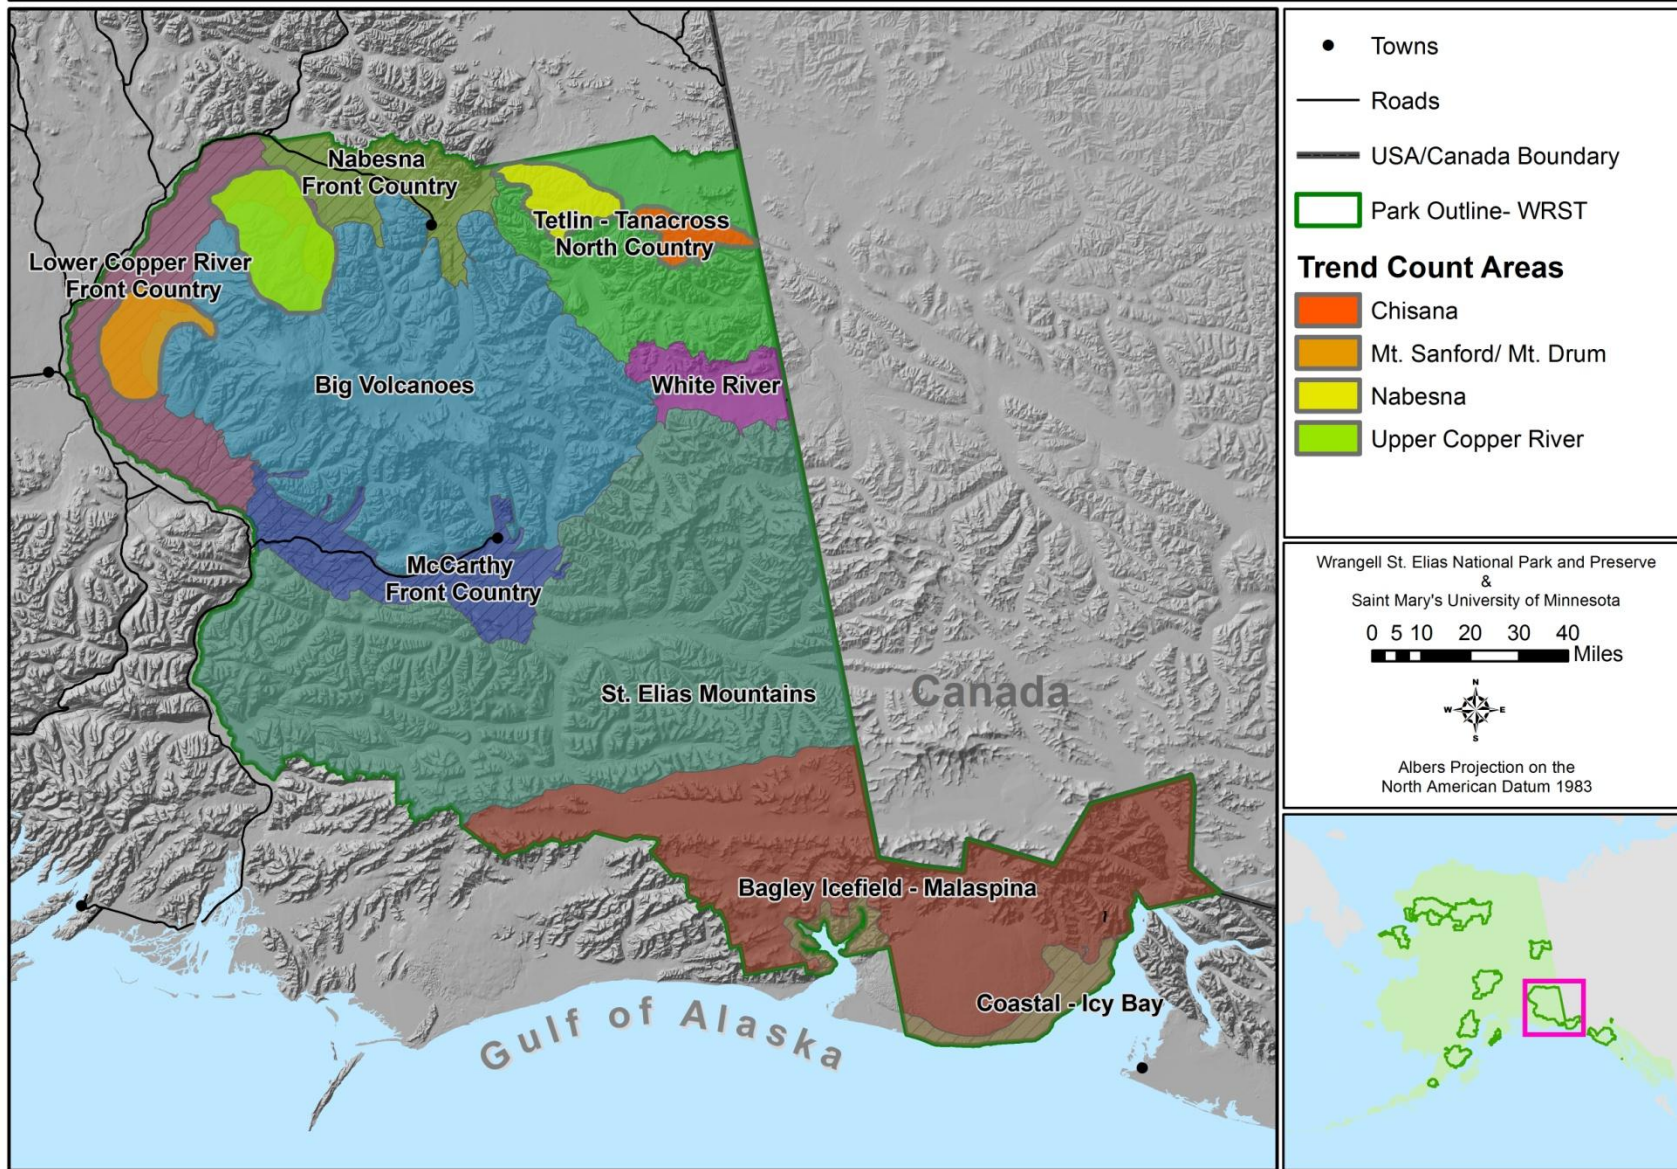 Nabesna
Front Country
Tetlin - Tanacross
North Country
Lower Copper River
Front Country
Big Volcanoes
White River
McCarthy
Front Country
St. Elias Mountains
Canada
Bagley Icefield - Malaspina
Coastal - Icy Bay
Gulf of Alaska
Towns
Roads
USA/Canada Boundary
Park Outline- WRST
Trend Count Areas
Chisana
Mt. Sanford/ Mt. Drum
Nabesna
Upper Copper River
Wrangell St. Elias National Park and Preserve
&
Saint Mary's University of Minnesota
0 5 10 20 30 40
Miles
N
W E
S
Albers Projection on the
North American Datum 1983